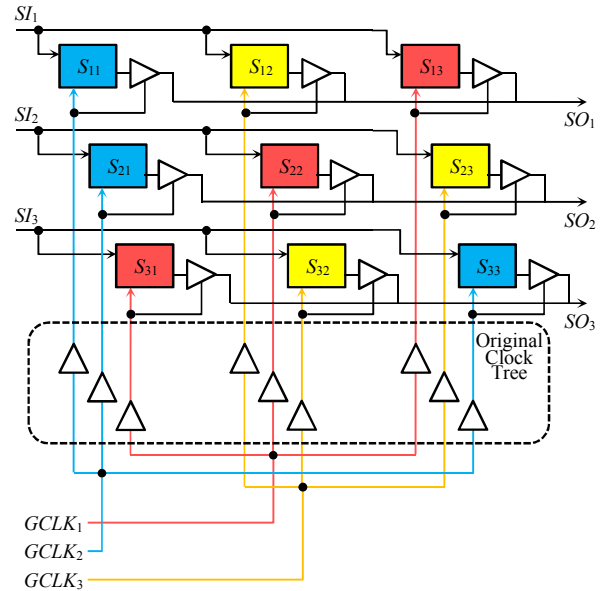 SI₁
S₁₁ S₁₂ S₁₃
SO₁
SI₂
S₂₁ S₂₂ S₂₃
SO₂
SI₃
S₃₁ S₃₂ S₃₃
SO₃
Original
Clock
Tree
GCLK₁
GCLK₂
GCLK₃